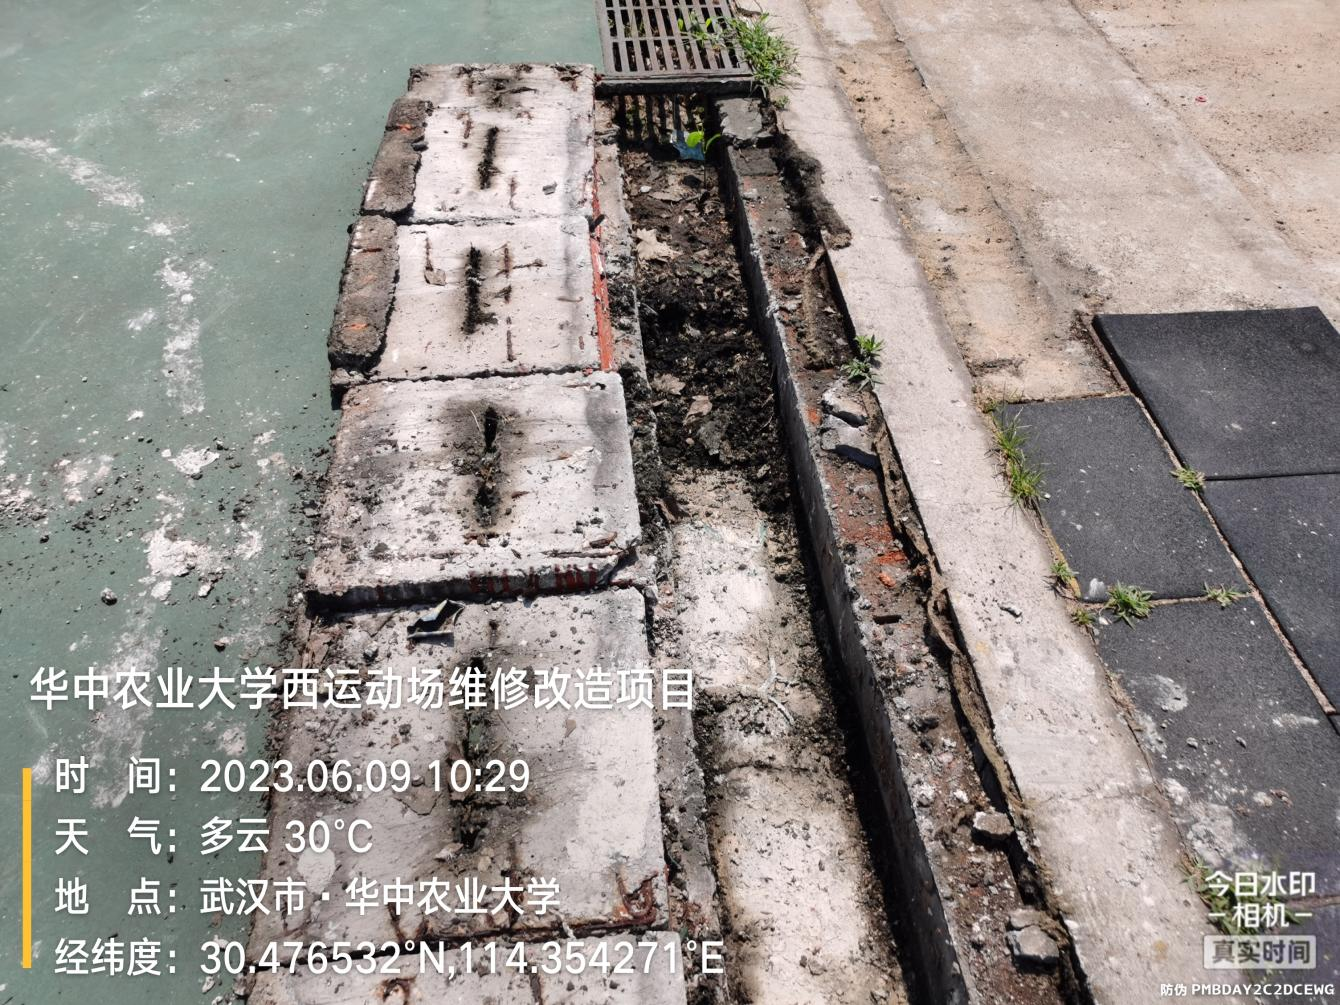 华中农业大学西运动场维修改造项目
时 间：2023.06.09 10:29
天 气：多云 30℃
地 点：武汉市·华中农业大学
经纬度：30.476532°N,114.354271°E
今日水印
-相机-
真实时间
防伪 PMBDAY2C2DCEWG